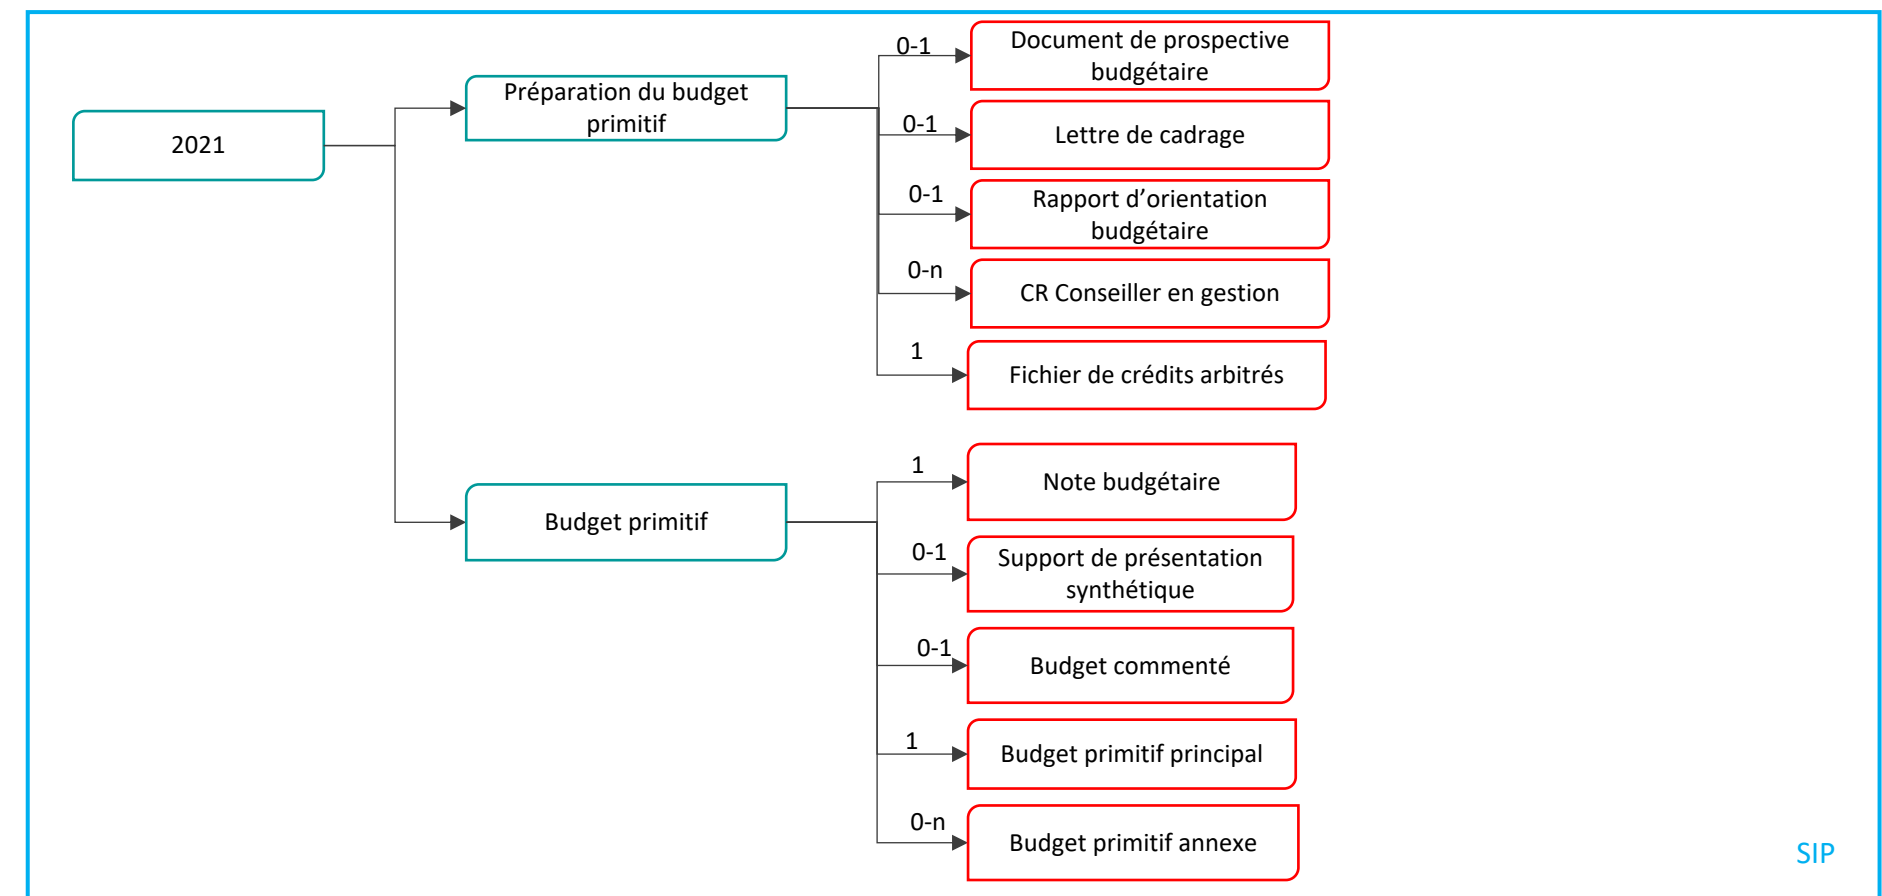 0-1
Document de prospective
budgétaire
Préparation du budget
primitif
2021
0-1
Lettre de cadrage
0-1
Rapport d’orientation
budgétaire
0-n
CR Conseiller en gestion
1
Fichier de crédits arbitrés
Budget primitif
1
Note budgétaire
0-1
Support de présentation
synthétique
0-1
Budget commenté
1
Budget primitif principal
0-n
Budget primitif annexe
SIP